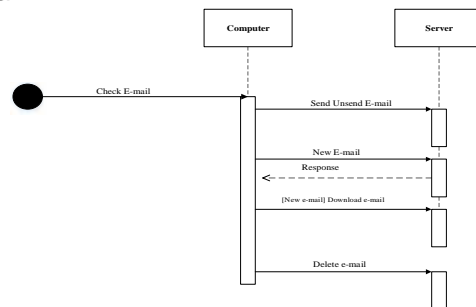 Computer
Server
Check E-mail
Send Unsend E-mail
New E-mail
Response
[New e-mail] Download e-mail
Delete e-mail